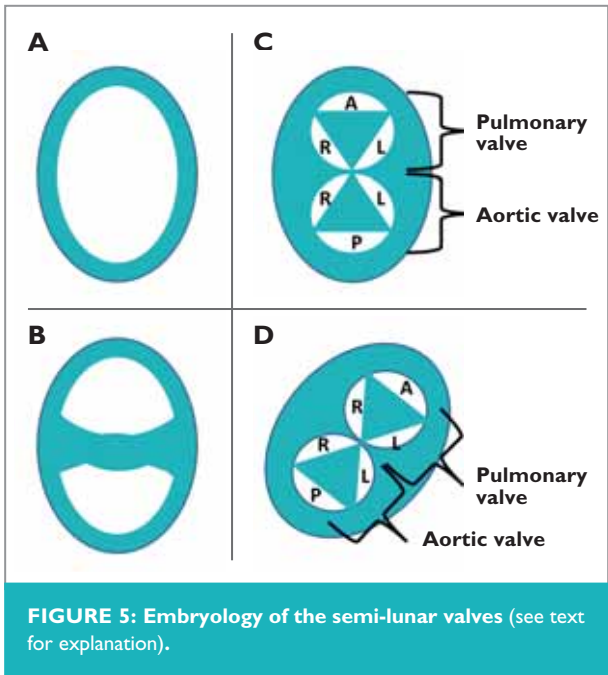 A
C
A
R L
R L
P
Pulmonary
valve
Aortic valve
B
D
A
R
L
R
L
P
Pulmonary
valve
Aortic valve
FIGURE 5: Embryology of the semi-lunar valves (see text
for explanation).